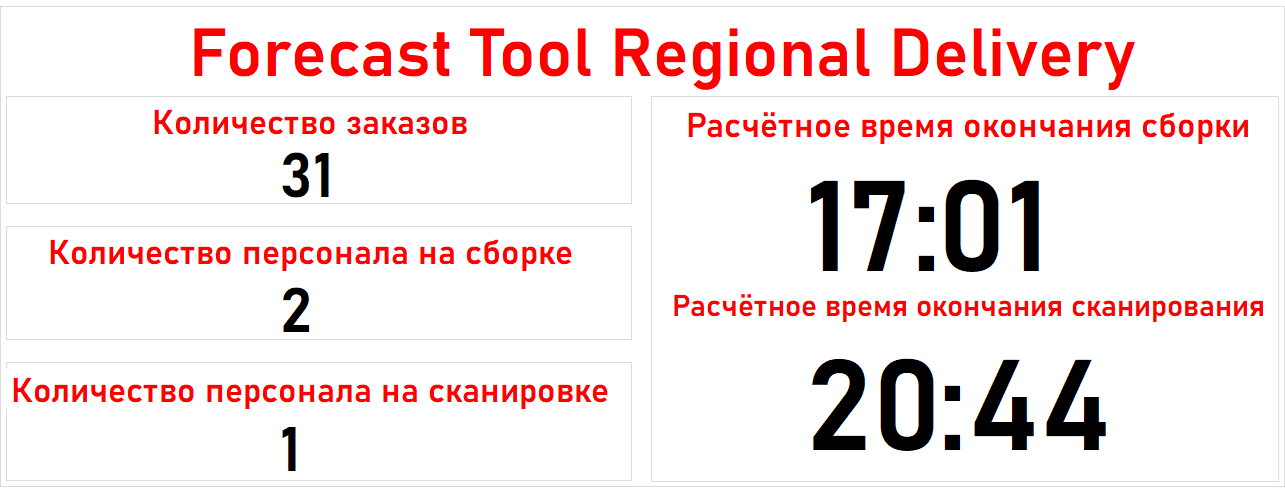 Forecast Tool Regional Delivery
Количество заказов
31
Количество персонала на сборке
2
Количество персонала на сканировке
1
Расчётное время окончания сборки
17:01
Расчётное время окончания сканирования
20:44